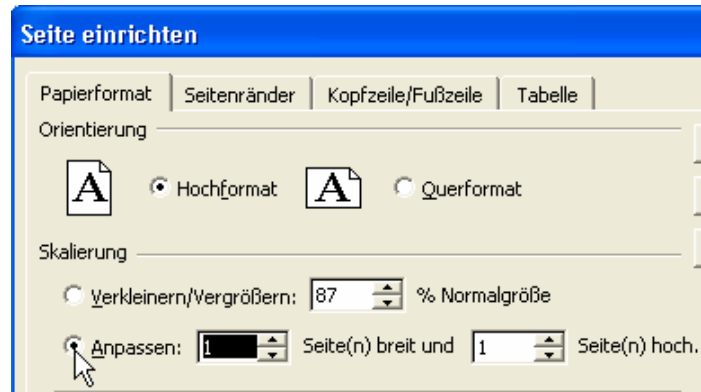 Seite einrichten
Papierformat Seitenränder Kopfzeile/Fußzeile Tabelle
Orientierung
A Hochformat A Querformat
Skalierung
Verkleinern/Vergrößern: 87 % Normalgröße
Anpassen: 1 Seite(n) breit und 1 Seite(n) hoch.